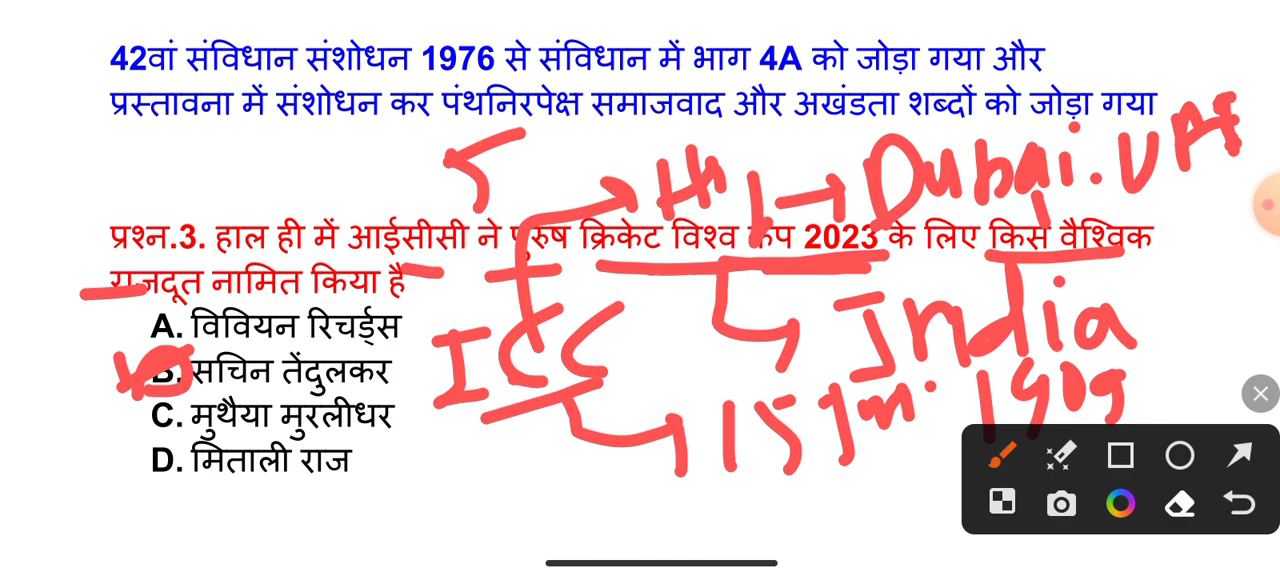 42वां संविधान संशोधन 1976 से संविधान में भाग 4A को जोड़ा गया और
प्रस्तावना में संशोधन कर पंथनिरपेक्ष समाजवाद और अखंडता शब्दों को जोड़ा गया
HQ → Dubai. UAE
प्रश्न.3. हाल ही में आईसीसी ने पुरुष क्रिकेट विश्व कप 2023 के लिए किस वैश्विक
राजदूत नामित किया है
A. विवियन रिचर्ड्स
ICC India
B. सचिन तेंदुलकर
C. मुथैया मुरलीधर
15 Jun. 1909
D. मिताली राज